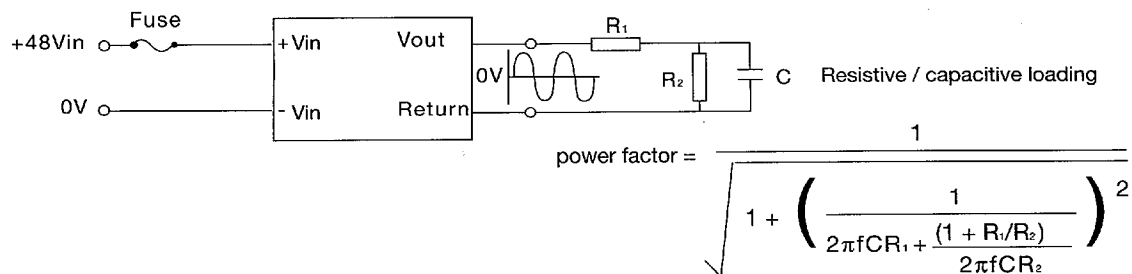 Fuse
+48Vin
+Vin
Vout
R₁
0V
R₂
C
Resistive / capacitive loading
0V
- Vin
Return
power factor = 1 / √(1 + (1 / (2πfCR₁ + (1 + R₁/R₂) / (2πfCR₂)))²)